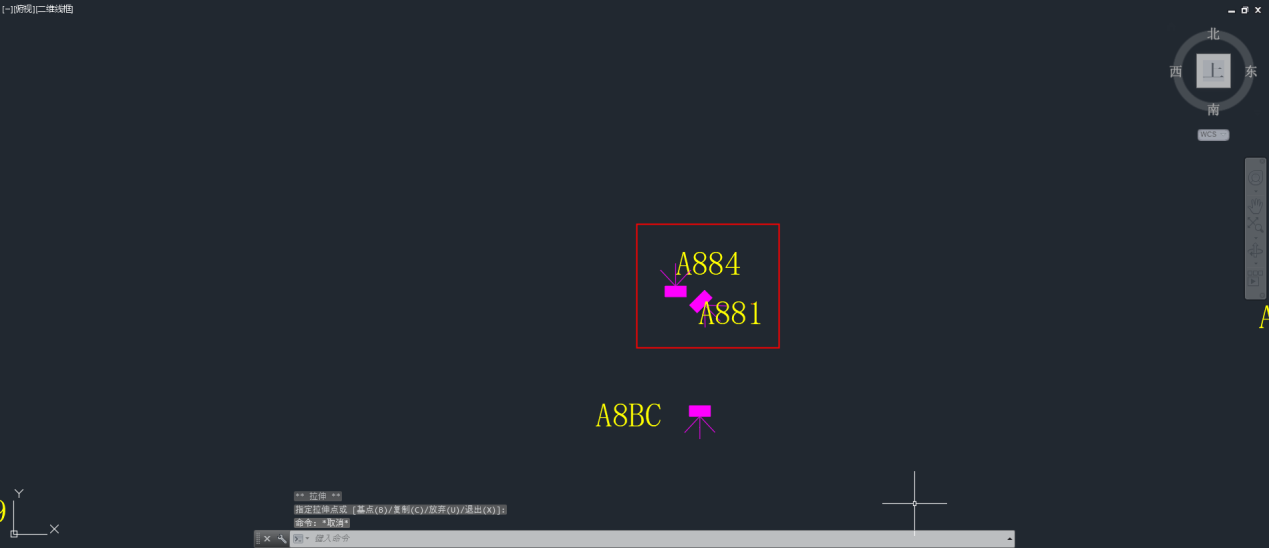 [−][俯视][二维线框]
北
西
上
东
南
WCS
A884
A881
A8BC
Y
X
** 拉伸 **
指定拉伸点或 [基点(B)/复制(C)/放弃(U)/退出(X)]:
命令: *取消*
键入命令